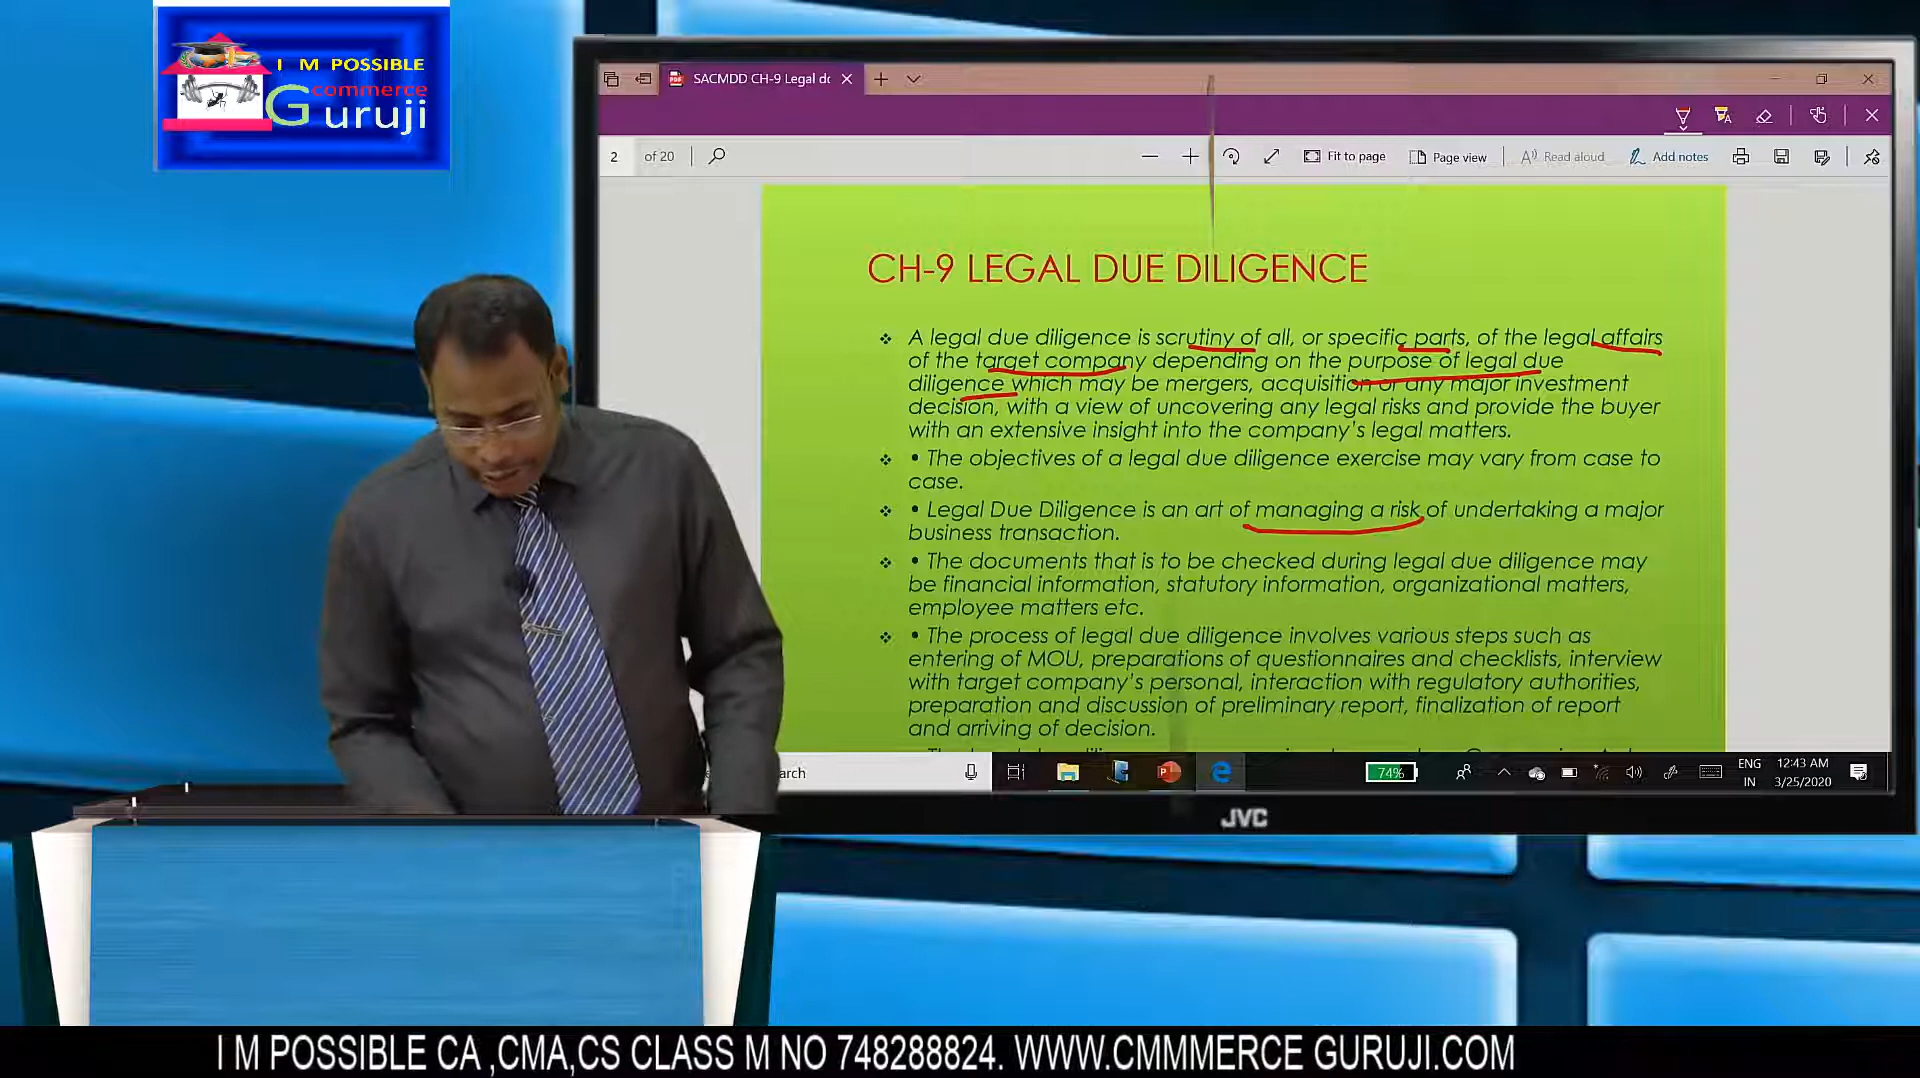 I M POSSIBLE
commerce
Guruji
SACMDD CH-9 Legal do
2 of 20
Fit to page
Page view
Read aloud
Add notes
CH-9 LEGAL DUE DILIGENCE
A legal due diligence is scrutiny of all, or specific parts, of the legal affairs
of the target company depending on the purpose of legal due
diligence which may be mergers, acquisition or any major investment
decision, with a view of uncovering any legal risks and provide the buyer
with an extensive insight into the company's legal matters.
• The objectives of a legal due diligence exercise may vary from case to
case.
• Legal Due Diligence is an art of managing a risk of undertaking a major
business transaction.
• The documents that is to be checked during legal due diligence may
be financial information, statutory information, organizational matters,
employee matters etc.
• The process of legal due diligence involves various steps such as
entering of MOU, preparations of questionnaires and checklists, interview
with target company's personal, interaction with regulatory authorities,
preparation and discussion of preliminary report, finalization of report
and arriving of decision.
arch
74%
ENG
IN
12:43 AM
3/25/2020
JVC
I M POSSIBLE CA ,CMA,CS CLASS M NO 748288824. WWW.CMMMERCE GURUJI.COM